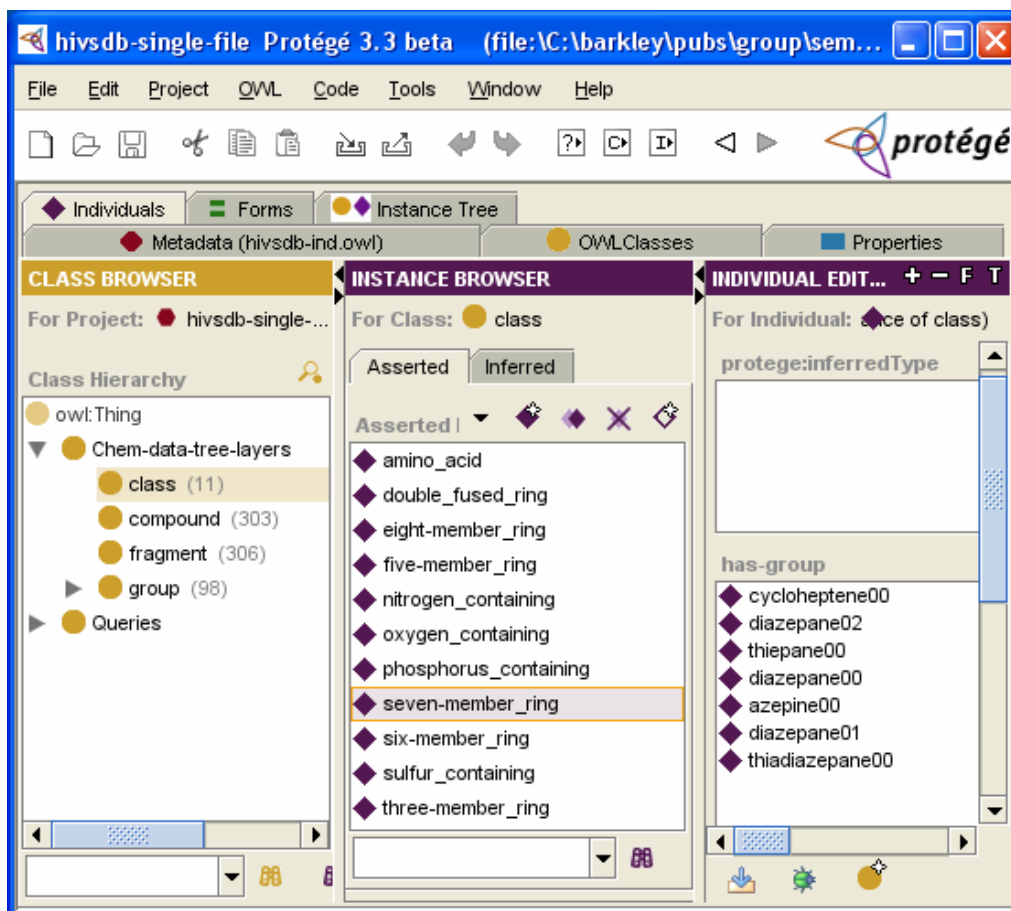 hivsdb-single-file Protégé 3.3 beta (file:\C:\barkley\pubs\group\sem...
File Edit Project OWL Code Tools Window Help
protégé
Individuals Forms Instance Tree
Metadata (hivsdb-ind.owl) OWLClasses Properties
CLASS BROWSER
For Project: hivsdb-single-...
Class Hierarchy
owl:Thing
Chem-data-tree-layers
class (11)
compound (303)
fragment (306)
group (98)
Queries
INSTANCE BROWSER
For Class: class
Asserted Inferred
Asserted
amino_acid
double_fused_ring
eight-member_ring
five-member_ring
nitrogen_containing
oxygen_containing
phosphorus_containing
seven-member_ring
six-member_ring
sulfur_containing
three-member_ring
INDIVIDUAL EDIT... + − F T
For Individual: ce of class)
protege:inferredType
has-group
cycloheptene00
diazepane02
thiepane00
diazepane00
azepine00
diazepane01
thiadiazepane00